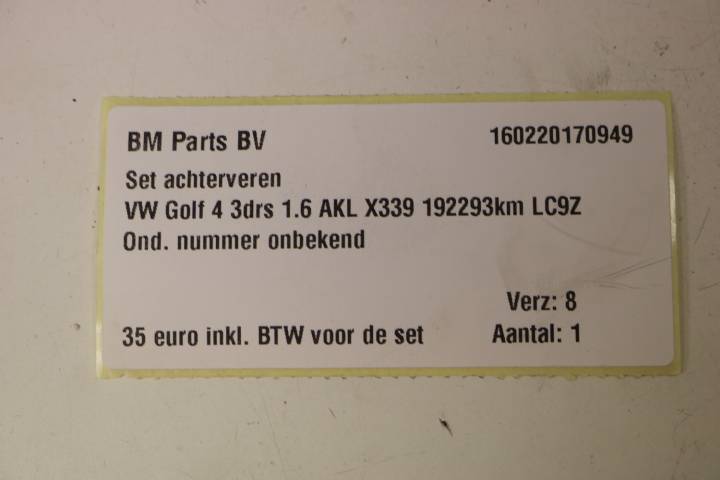 BM Parts BV 160220170949
Set achterveren
VW Golf 4 3drs 1.6 AKL X339 192293km LC9Z
Ond. nummer onbekend
Verz: 8
35 euro inkl. BTW voor de set Aantal: 1